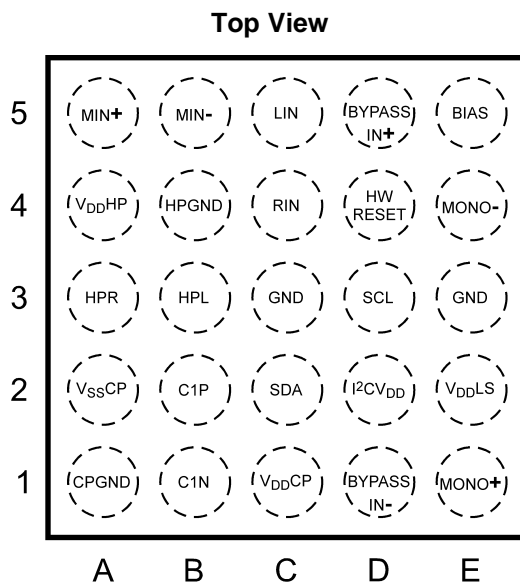 Top View
5 MIN+ MIN- LIN BYPASS IN+ BIAS
4 VDDHP HPGND RIN HW RESET MONO-
3 HPR HPL GND SCL GND
2 VSSCP C1P SDA I²CVDD VDDLS
1 CPGND C1N VDDCP BYPASS IN- MONO+
A B C D E